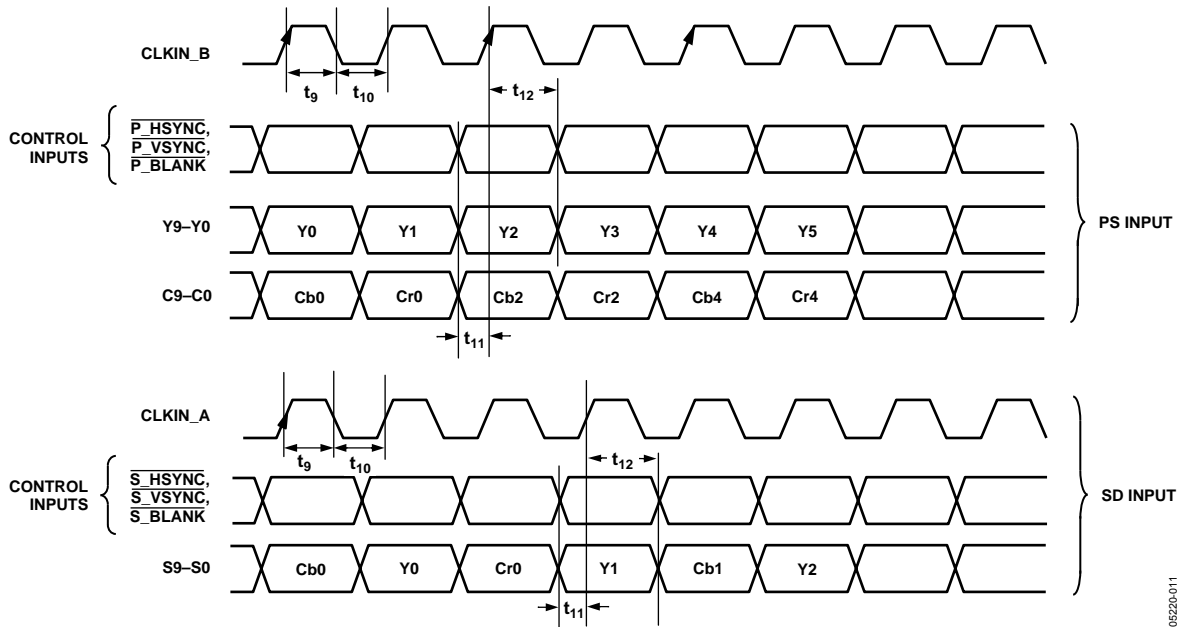 CLKIN_B
t9 t10 t12
CONTROL INPUTS
P_HSYNC,
P_VSYNC,
P_BLANK
Y9–Y0 Y0 Y1 Y2 Y3 Y4 Y5
PS INPUT
C9–C0 Cb0 Cr0 Cb2 Cr2 Cb4 Cr4
t11
CLKIN_A
t9 t10 t12
CONTROL INPUTS
S_HSYNC,
S_VSYNC,
S_BLANK
SD INPUT
S9–S0 Cb0 Y0 Cr0 Y1 Cb1 Y2
t11
05220-011